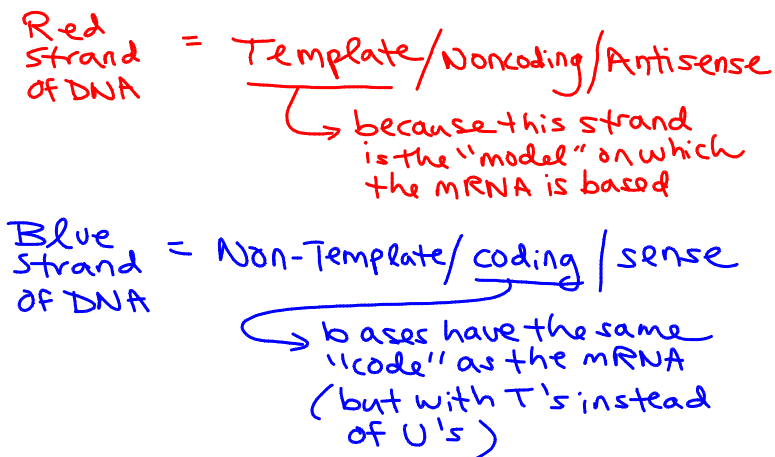 Red strand of DNA = Template/Noncoding/Antisense
because this strand
is the "model" on which
the mRNA is based
Blue strand of DNA = Non-Template/coding/sense
bases have the same
"code" as the mRNA
(but with T's instead
of U's)